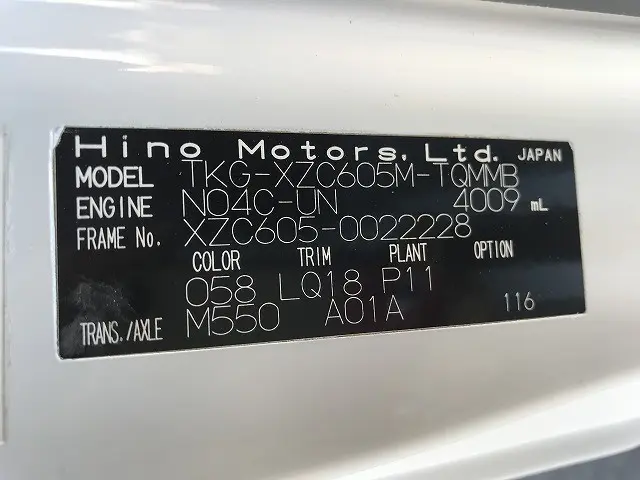 Hino Motors, Ltd. JAPAN
MODEL TKG-XZC605M-TQMMB
ENGINE N04C-UN 4009 mL
FRAME No. XZC605-0022228
COLOR TRIM PLANT OPTION
058 LQ18 P11
TRANS./AXLE M550 A01A 116